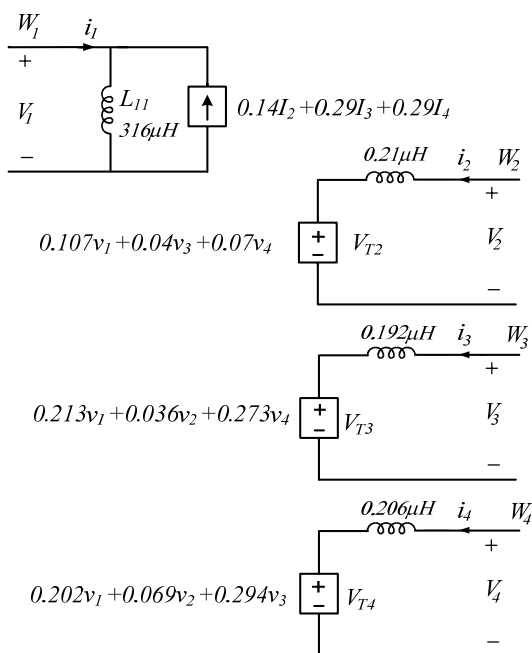 W1 i1
+
V1 L11 0.14I2+0.29I3+0.29I4
316μH
−
0.21μH i2 W2
+
0.107v1+0.04v3+0.07v4 + − VT2 V2
−
0.192μH i3 W3
+
0.213v1+0.036v2+0.273v4 + − VT3 V3
−
0.206μH i4 W4
+
0.202v1+0.069v2+0.294v3 + − VT4 V4
−